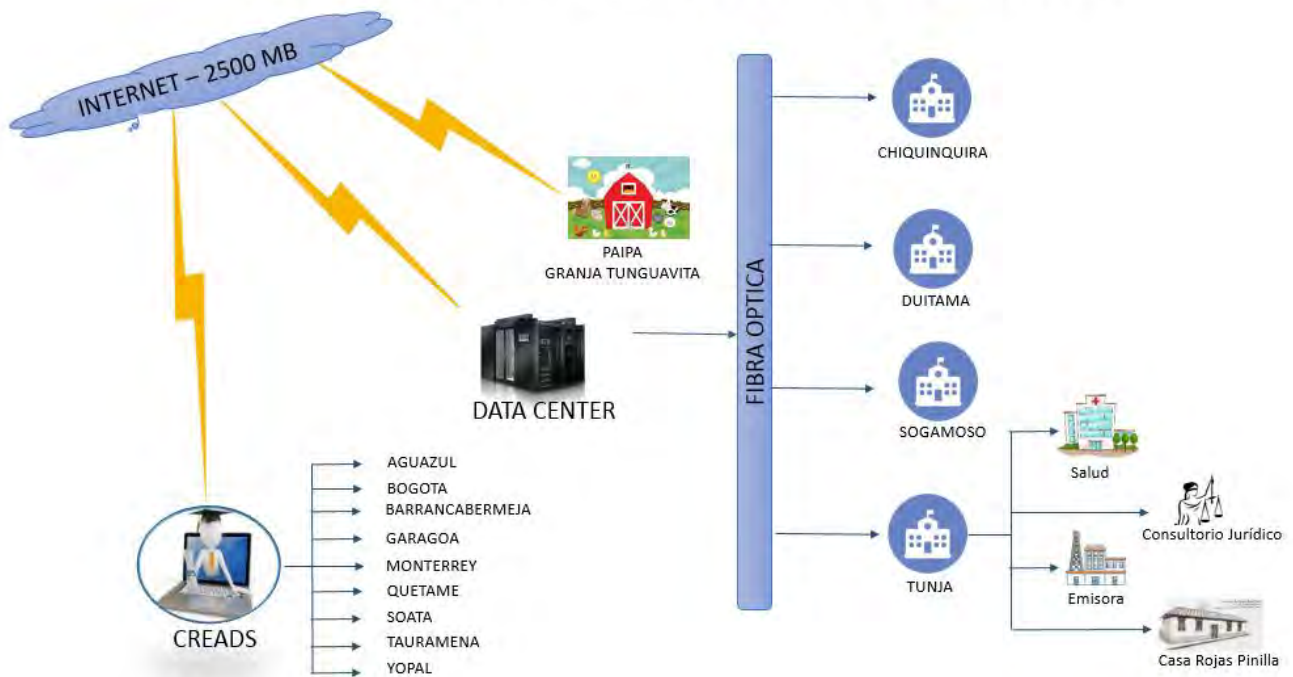 INTERNET – 2500 MB
PAIPA
GRANJA TUNGUAVITA
DATA CENTER
CREADS
AGUAZUL
BOGOTA
BARRANCABERMEJA
GARAGOA
MONTERREY
QUETAME
SOATA
TAURAMENA
YOPAL
FIBRA OPTICA
CHIQUINQUIRA
DUITAMA
SOGAMOSO
TUNJA
Salud
Consultorio Jurídico
Emisora
Casa Rojas Pinilla